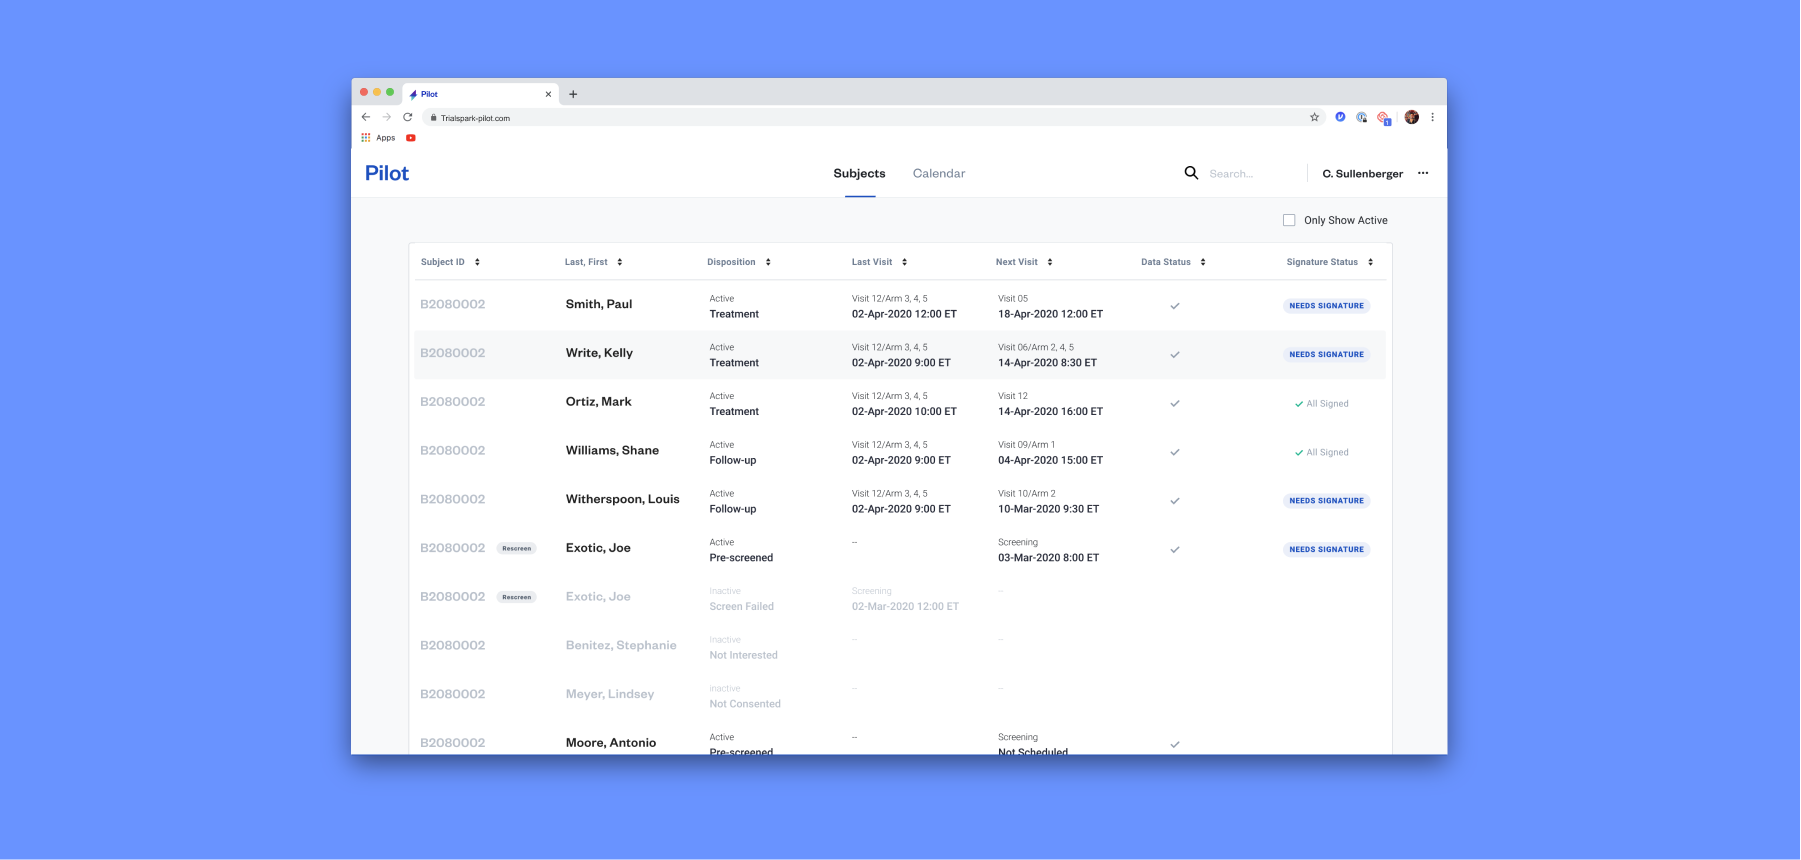 Pilot
Trialspark-pilot.com
Apps
Pilot
Subjects
Calendar
Search...
C. Sullenberger
Only Show Active
Subject ID
Last, First
Disposition
Last Visit
Next Visit
Data Status
Signature Status
B2080002
Smith, Paul
Active
Treatment
Visit 12/Arm 3, 4, 5
02-Apr-2020 12:00 ET
Visit 05
18-Apr-2020 12:00 ET
NEEDS SIGNATURE
B2080002
Write, Kelly
Active
Treatment
Visit 12/Arm 3, 4, 5
02-Apr-2020 9:00 ET
Visit 06/Arm 2, 4, 5
14-Apr-2020 8:30 ET
NEEDS SIGNATURE
B2080002
Ortiz, Mark
Active
Treatment
Visit 12/Arm 3, 4, 5
02-Apr-2020 10:00 ET
Visit 12
14-Apr-2020 16:00 ET
All Signed
B2080002
Williams, Shane
Active
Follow-up
Visit 12/Arm 3, 4, 5
02-Apr-2020 9:00 ET
Visit 09/Arm 1
04-Apr-2020 15:00 ET
All Signed
B2080002
Witherspoon, Louis
Active
Follow-up
Visit 12/Arm 3, 4, 5
02-Apr-2020 9:00 ET
Visit 10/Arm 2
10-Mar-2020 9:30 ET
NEEDS SIGNATURE
B2080002
Rescreen
Exotic, Joe
Active
Pre-screened
--
Screening
03-Mar-2020 8:00 ET
NEEDS SIGNATURE
B2080002
Rescreen
Exotic, Joe
Inactive
Screen Failed
Screening
02-Mar-2020 12:00 ET
--
B2080002
Benitez, Stephanie
Inactive
Not Interested
--
--
B2080002
Meyer, Lindsey
Inactive
Not Consented
--
--
B2080002
Moore, Antonio
Active
Pre-screened
--
Screening
Not Scheduled